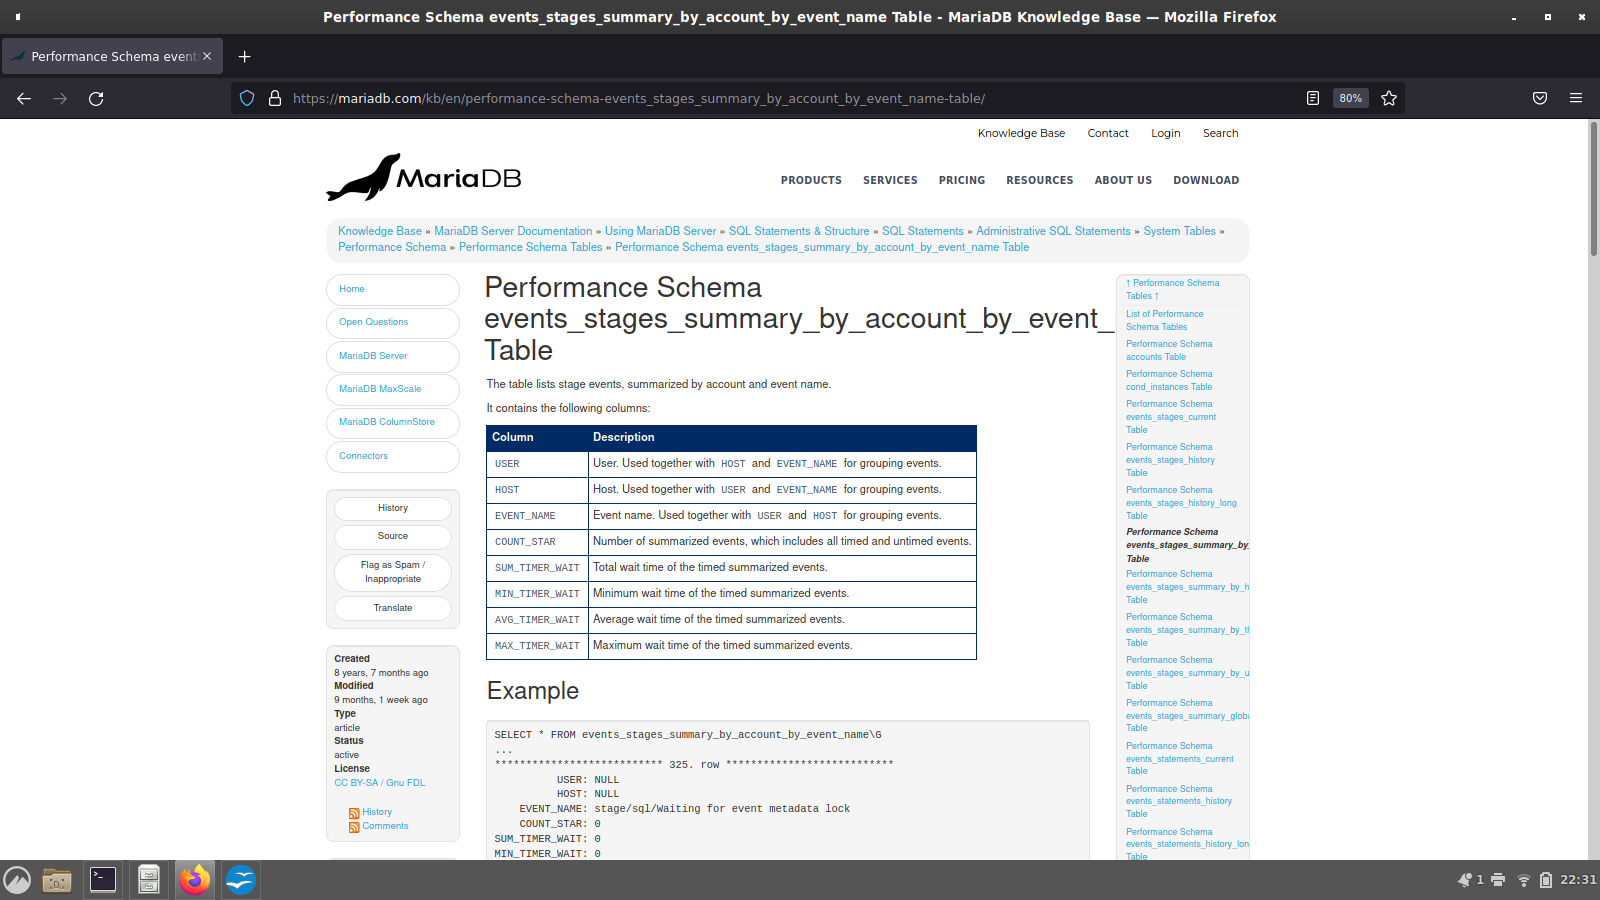 Performance Schema events_stages_summary_by_account_by_event_name Table - MariaDB Knowledge Base — Mozilla Firefox
Performance Schema event
https://mariadb.com/kb/en/performance-schema-events_stages_summary_by_account_by_event_name-table/
80%
Knowledge Base
Contact
Login
Search
MariaDB
PRODUCTS
SERVICES
PRICING
RESOURCES
ABOUT US
DOWNLOAD
Knowledge Base » MariaDB Server Documentation » Using MariaDB Server » SQL Statements & Structure » SQL Statements » Administrative SQL Statements » System Tables »
Performance Schema » Performance Schema Tables » Performance Schema events_stages_summary_by_account_by_event_name Table
Home
Open Questions
MariaDB Server
MariaDB MaxScale
MariaDB ColumnStore
Connectors
History
Source
Flag as Spam /
Inappropriate
Translate
Created
8 years, 7 months ago
Modified
9 months, 1 week ago
Type
article
Status
active
License
CC BY-SA / Gnu FDL
History
Comments
Performance Schema
events_stages_summary_by_account_by_event_
Table
The table lists stage events, summarized by account and event name.
It contains the following columns:
Column Description
USER User. Used together with HOST and EVENT_NAME for grouping events.
HOST Host. Used together with USER and EVENT_NAME for grouping events.
EVENT_NAME Event name. Used together with USER and HOST for grouping events.
COUNT_STAR Number of summarized events, which includes all timed and untimed events.
SUM_TIMER_WAIT Total wait time of the timed summarized events.
MIN_TIMER_WAIT Minimum wait time of the timed summarized events.
AVG_TIMER_WAIT Average wait time of the timed summarized events.
MAX_TIMER_WAIT Maximum wait time of the timed summarized events.
Example
SELECT * FROM events_stages_summary_by_account_by_event_name\G
...
*************************** 325. row ***************************
USER: NULL
HOST: NULL
EVENT_NAME: stage/sql/Waiting for event metadata lock
COUNT_STAR: 0
SUM_TIMER_WAIT: 0
MIN_TIMER_WAIT: 0
↑ Performance Schema
Tables ↑
List of Performance
Schema Tables
Performance Schema
accounts Table
Performance Schema
cond_instances Table
Performance Schema
events_stages_current
Table
Performance Schema
events_stages_history
Table
Performance Schema
events_stages_history_long
Table
Performance Schema
events_stages_summary_by_
Table
Performance Schema
events_stages_summary_by_h
Table
Performance Schema
events_stages_summary_by_th
Table
Performance Schema
events_stages_summary_by_u
Table
Performance Schema
events_stages_summary_globa
Table
Performance Schema
events_statements_current
Table
Performance Schema
events_statements_history
Table
Performance Schema
events_statements_history_lon
Table
1
22:31